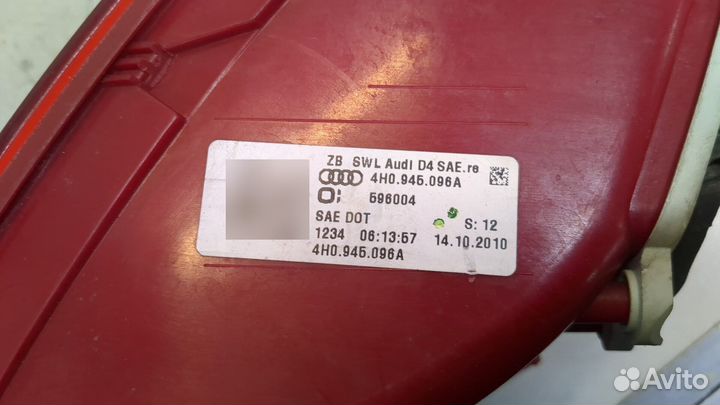 ZB SWL Audi D4 SAE.re
4H0.945.096A
596004
SAE DOT
S: 12
1234 06:13:57 14.10.2010
4H0.945.096A
Avito